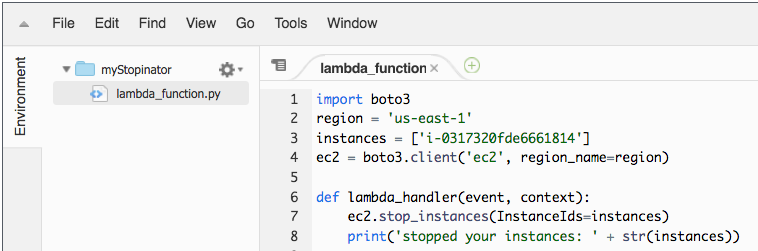 File Edit Find View Go Tools Window
Environment
myStopinator
lambda_function.py
lambda_function
1 import boto3
2 region = 'us-east-1'
3 instances = ['i-0317320fde6661814']
4 ec2 = boto3.client('ec2', region_name=region)
5
6 def lambda_handler(event, context):
7     ec2.stop_instances(InstanceIds=instances)
8     print('stopped your instances: ' + str(instances))